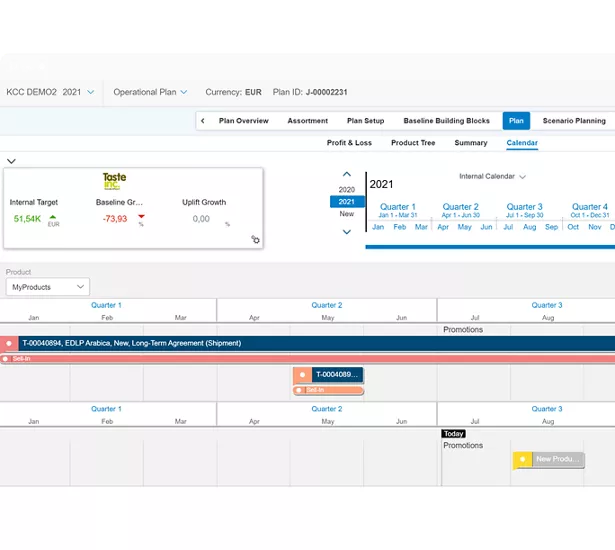 KCC DEMO2 2021 Operational Plan Currency: EUR Plan ID: J-00002231
Plan Overview Assortment Plan Setup Baseline Building Blocks Plan Scenario Planning
Profit & Loss Product Tree Summary Calendar
Taste
inc.
Internal Target Baseline Gr... Uplift Growth
51,54K EUR -73,93 % 0,00 %
2020
2021
New
2021 Internal Calendar
Quarter 1 Quarter 2 Quarter 3 Quarter 4
Jan 1 - Mar 31 Apr 1 - Jun 30 Jul 1 - Sep 30 Oct 1 - Dec 31
Jan Feb Mar Apr May Jun Jul Aug Sep Oct Nov D
Product
MyProducts
Quarter 1 Quarter 2 Quarter 3
Jan Feb Mar Apr May Jun Jul Aug
Promotions
T-00040894, EDLP Arabica, New, Long-Term Agreement (Shipment)
Sell-In
T-0004089...
Sell-In
Quarter 1 Quarter 2 Quarter 3
Jan Feb Mar Apr May Jun Jul Aug
Today
Promotions
New Produ...